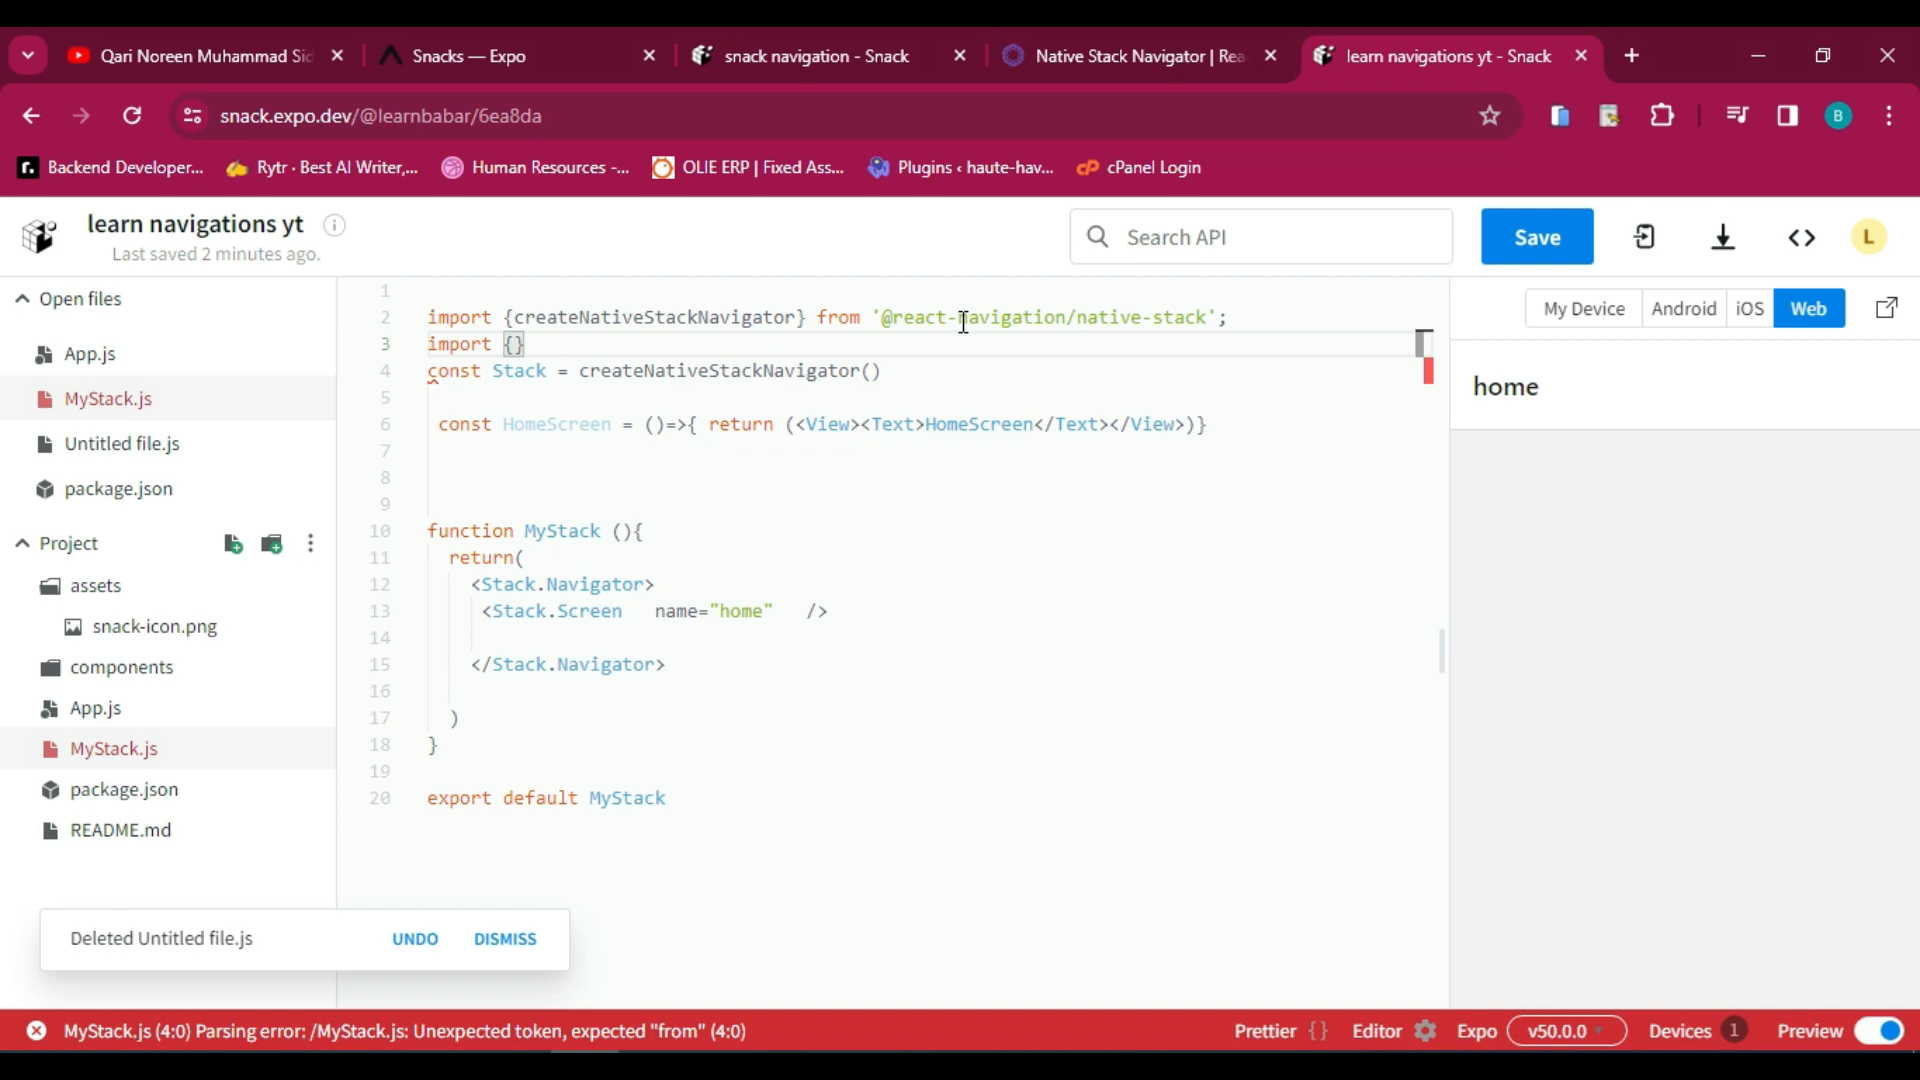 Qari Noreen Muhammad Sid
Snacks — Expo
snack navigation - Snack
Native Stack Navigator | Rea
learn navigations yt - Snack
snack.expo.dev/@learnbabar/6ea8da
B
r.
Backend Developer...
Rytr · Best AI Writer,...
Human Resources -...
OLIE ERP | Fixed Ass...
Plugins ‹ haute-hav...
cP
cPanel Login
learn navigations yt
Last saved 2 minutes ago.
Search API
Save
L
Open files
App.js
MyStack.js
Untitled file.js
package.json
Project
assets
snack-icon.png
components
App.js
MyStack.js
package.json
README.md
1
2 import {createNativeStackNavigator} from '@react-navigation/native-stack';
3 import {}
4 const Stack = createNativeStackNavigator()
5
6 const HomeScreen = ()=>{ return (<View><Text>HomeScreen</Text></View>)}
7
8
9
10 function MyStack (){
11 return(
12 <Stack.Navigator>
13 <Stack.Screen name="home" />
14
15 </Stack.Navigator>
16
17 )
18 }
19
20 export default MyStack
My Device
Android
iOS
Web
home
Deleted Untitled file.js
UNDO
DISMISS
MyStack.js (4:0) Parsing error: /MyStack.js: Unexpected token, expected "from" (4:0)
Prettier { }
Editor
Expo
v50.0.0
Devices 1
Preview